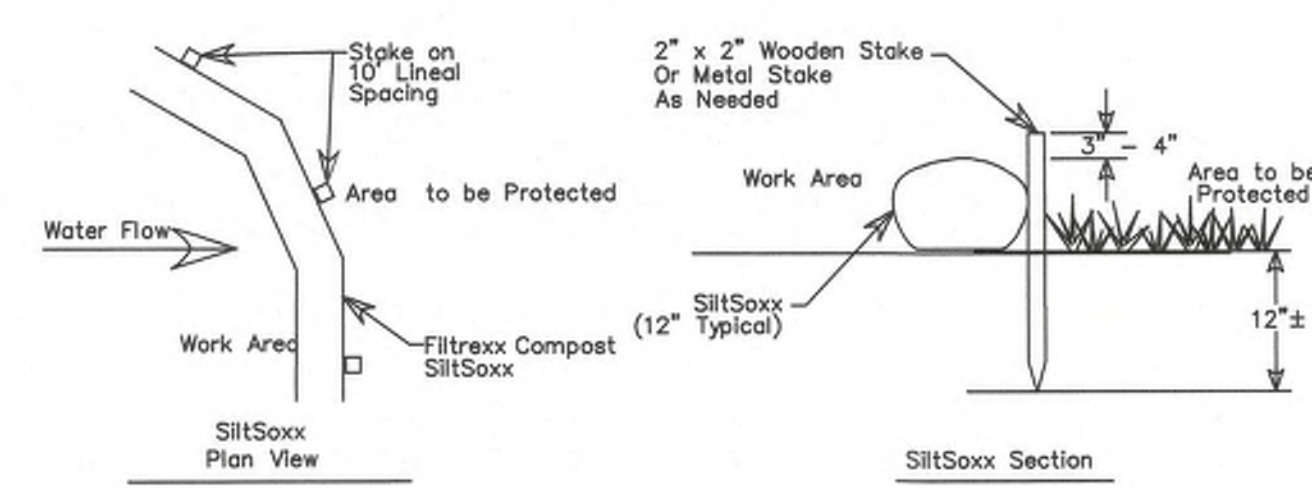 Stake on
10' Lineal
Spacing
Area to be Protected
Water Flow
Work Area
Filtrexx Compost
SiltSoxx
SiltSoxx
Plan View
2" x 2" Wooden Stake
Or Metal Stake
As Needed
3" - 4"
Work Area
Area to be
Protected
SiltSoxx
(12" Typical)
12"±
SiltSoxx Section